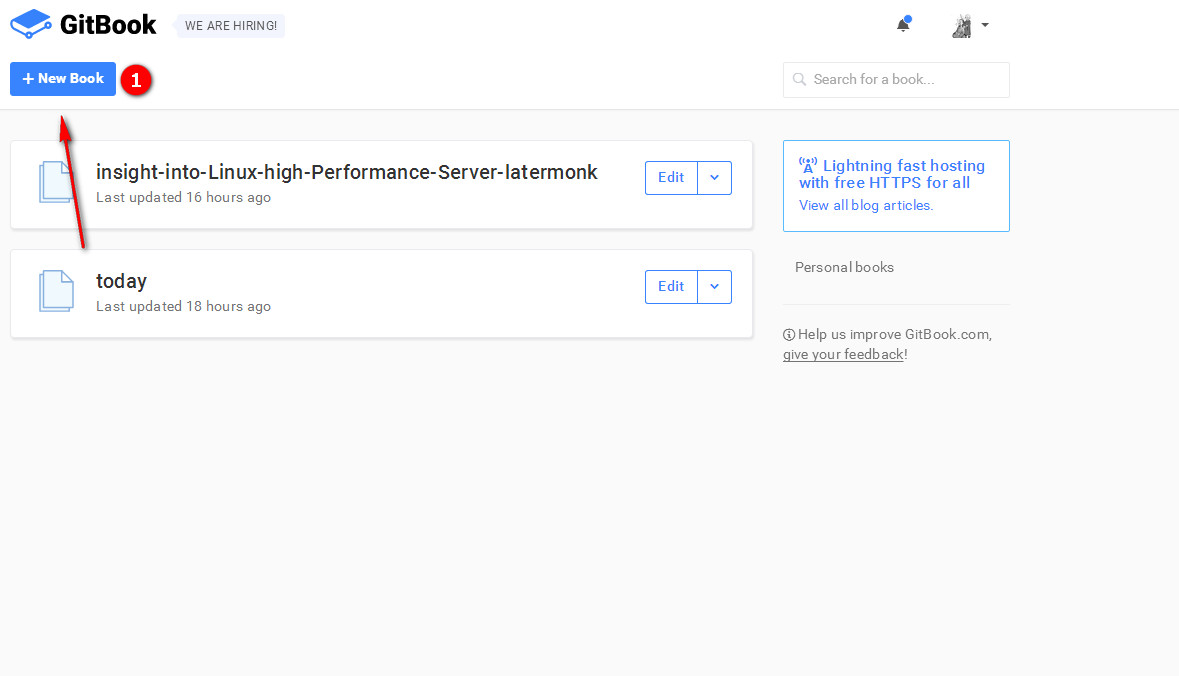 GitBook
WE ARE HIRING!
+ New Book
1
Search for a book...
insight-into-Linux-high-Performance-Server-latermonk
Last updated 16 hours ago
Edit
today
Last updated 18 hours ago
Edit
Lightning fast hosting
with free HTTPS for all
View all blog articles.
Personal books
Help us improve GitBook.com,
give your feedback!